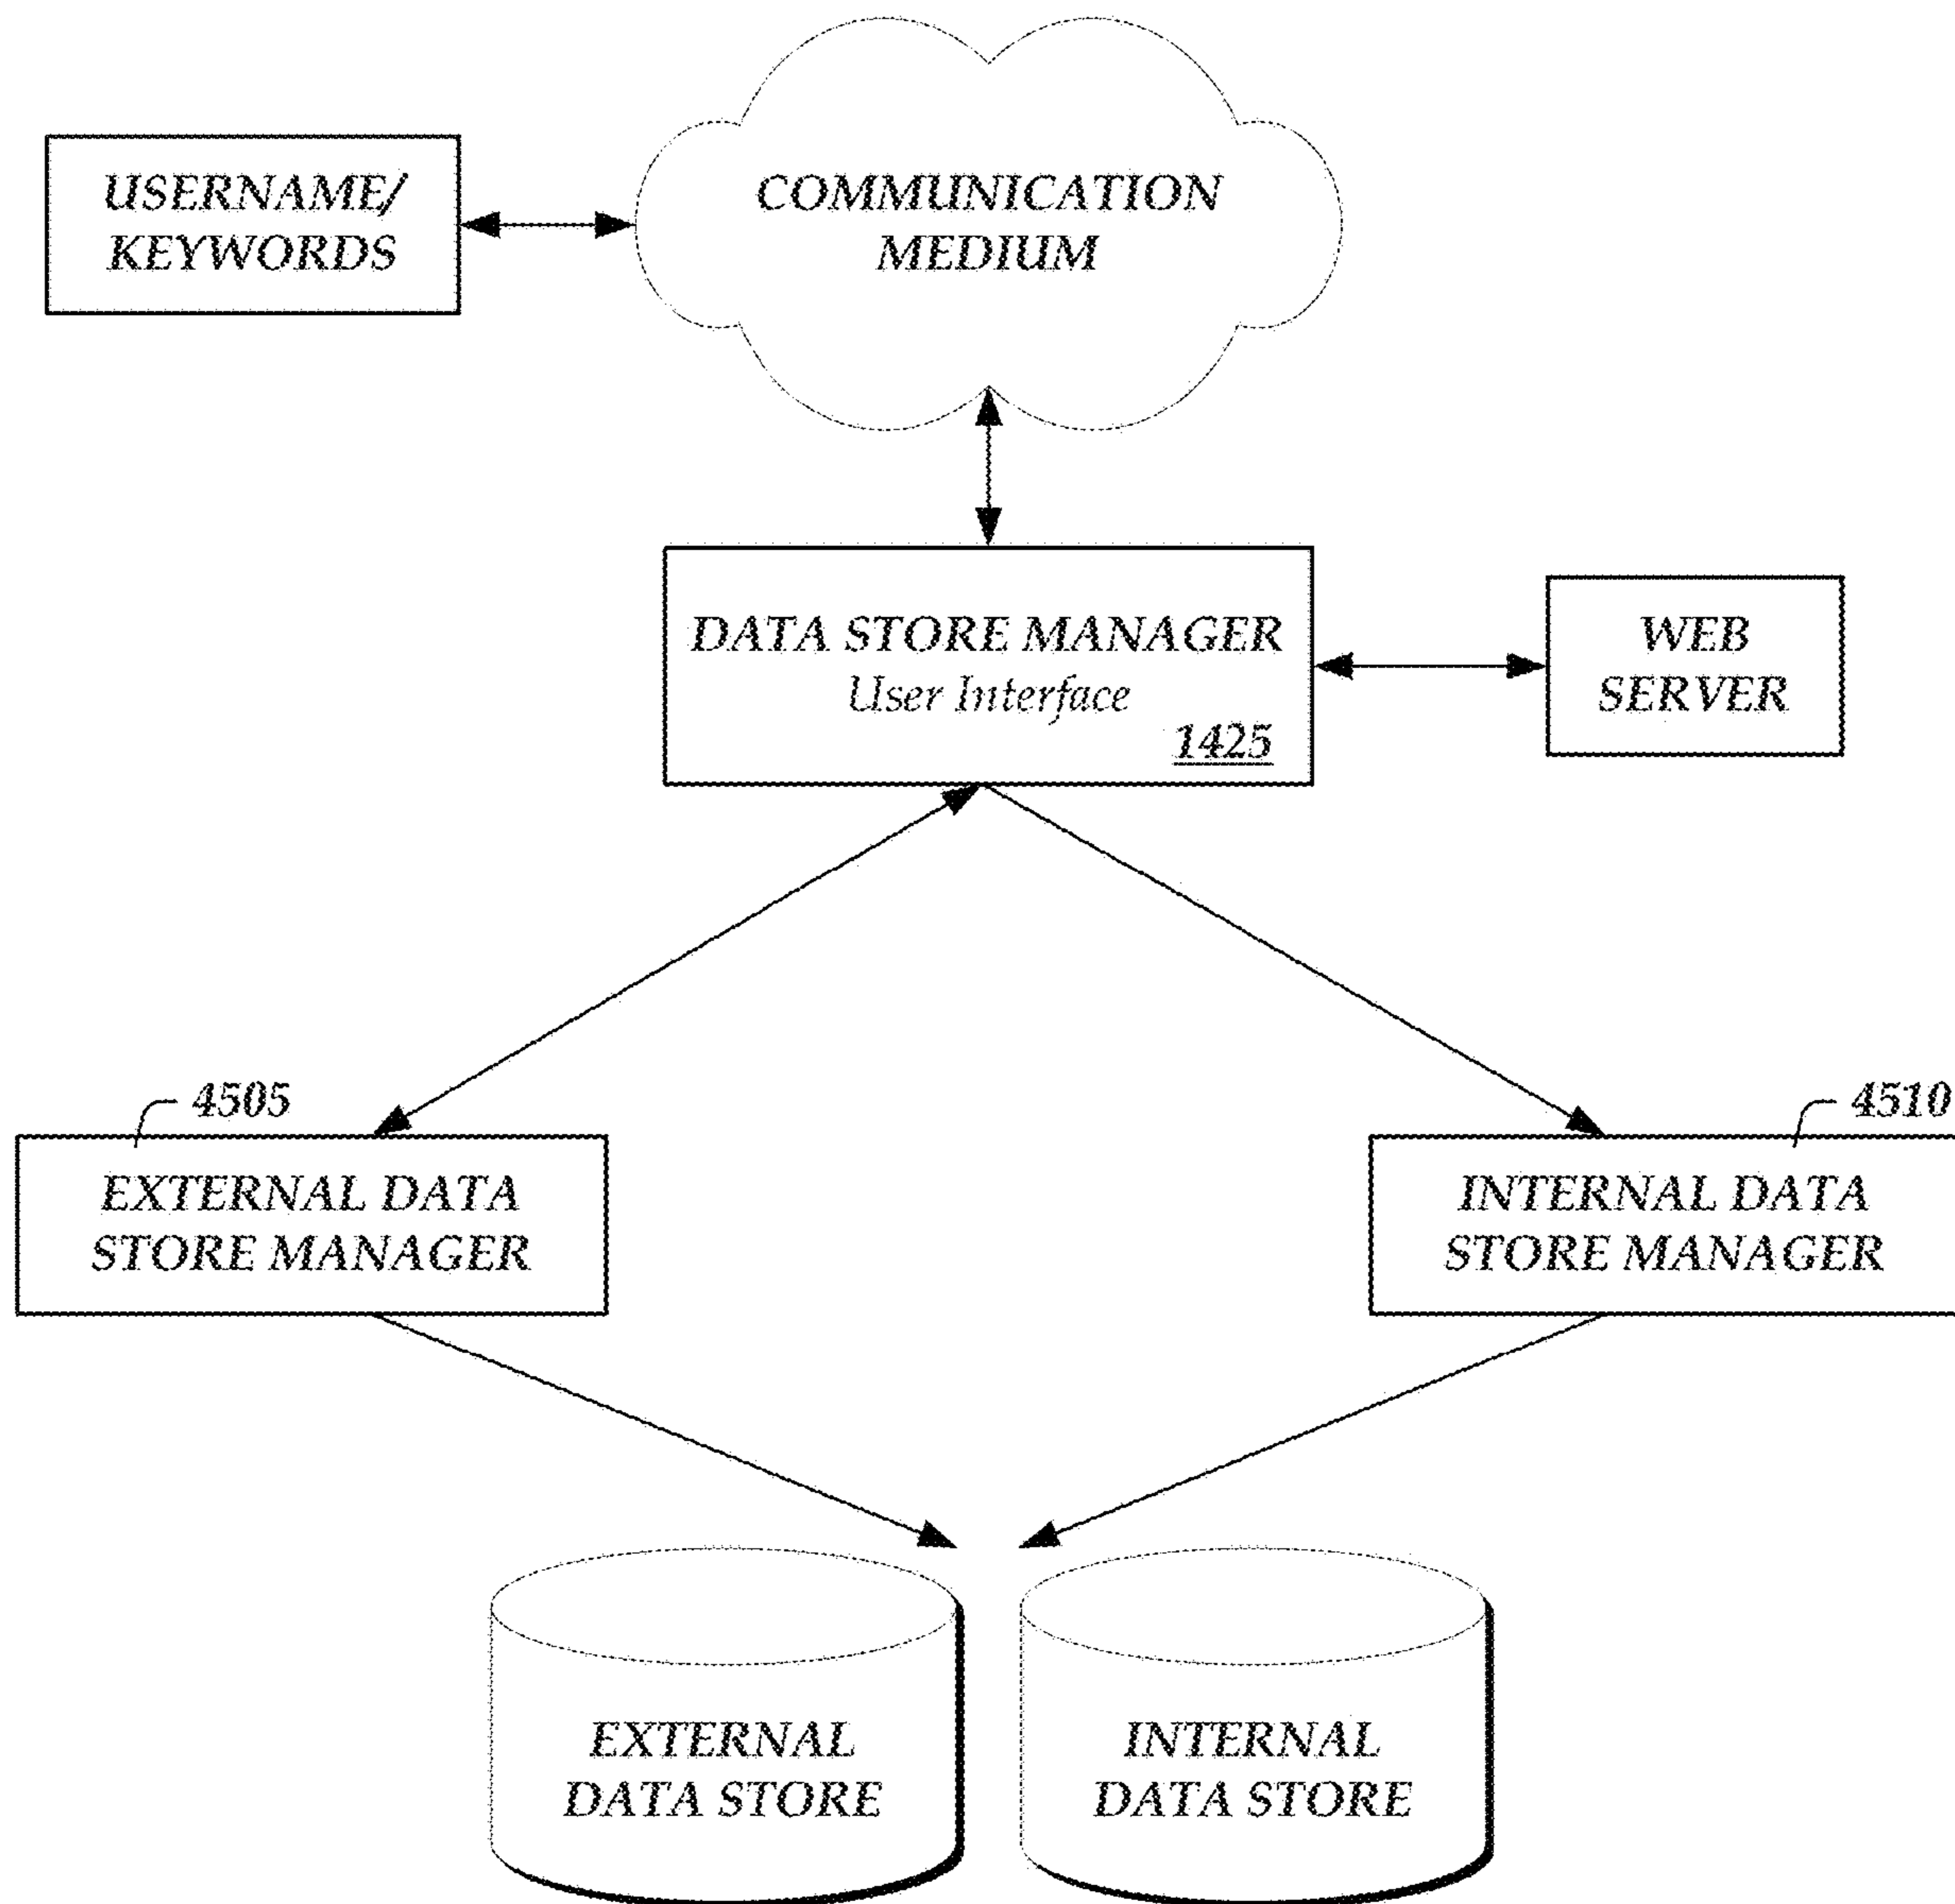 USERNAME/
KEYWORDS
COMMUNICATION
MEDIUM
DATA STORE MANAGER
User Interface
1425
WEB
SERVER
4505
EXTERNAL DATA
STORE MANAGER
4510
INTERNAL DATA
STORE MANAGER
EXTERNAL
DATA STORE
INTERNAL
DATA STORE